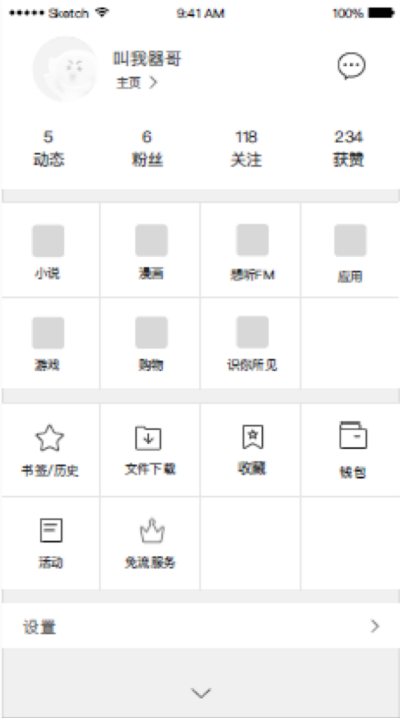 ••••• Sketch 9:41 AM 100%
叫我器哥
主页
5 6 118 234
动态 粉丝 关注 获赞
小说 漫画 想听FM 应用
游戏 购物 识你所见
书签/历史 文件下载 收藏 钱包
活动 免流服务
设置